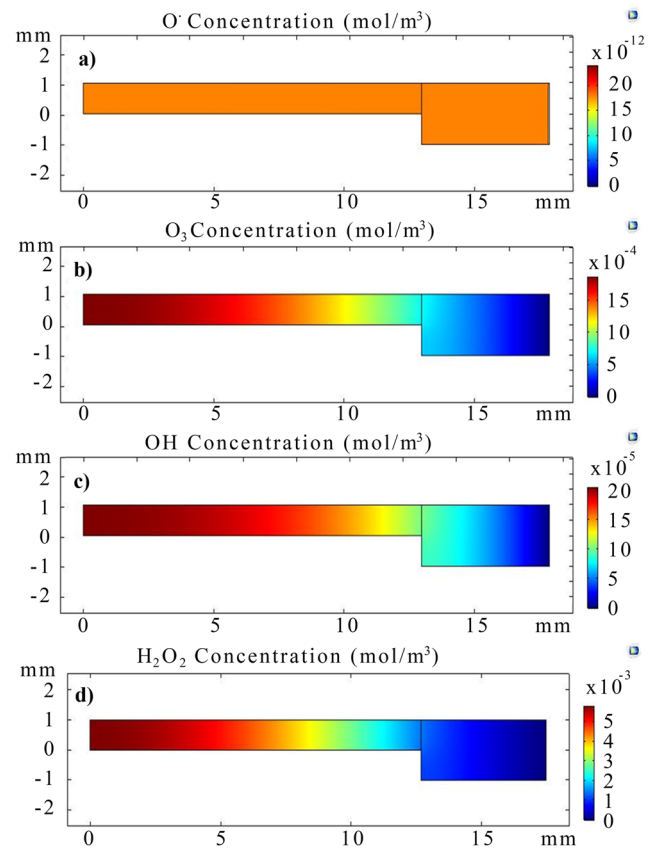 O⁻ Concentration (mol/m³)
mm
a)
2
1
0
-1
-2
0 5 10 15 mm
x10⁻¹²
20
15
10
5
0
O₃ Concentration (mol/m³)
mm
b)
2
1
0
-1
-2
0 5 10 15 mm
x10⁻⁴
15
10
5
0
OH Concentration (mol/m³)
mm
c)
2
1
0
-1
-2
0 5 10 15 mm
x10⁻⁵
20
15
10
5
0
H₂O₂ Concentration (mol/m³)
mm
d)
2
1
0
-1
-2
0 5 10 15 mm
x10⁻³
5
4
3
2
1
0